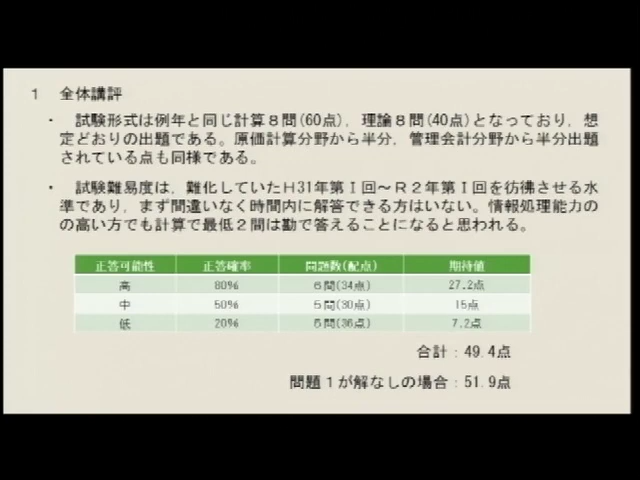 1 全体講評
・ 試験形式は例年と同じ計算8問(60点), 理論8問(40点)となっており, 想
定どおりの出題である。原価計算分野から半分, 管理会計分野から半分出題
されている点も同様である。
・ 試験難易度は, 難化していたH31年第Ⅰ回～R2年第Ⅰ回を彷彿させる水
準であり, まず間違いなく時間内に解答できる方はいない。情報処理能力の
の高い方でも計算で最低2問は勘で答えることになると思われる。
正答可能性 正答確率 問題数(配点) 期待値
高 80% 6問(34点) 27.2点
中 50% 5問(30点) 15点
低 20% 5問(36点) 7.2点
合計：49.4点
問題1が解なしの場合：51.9点